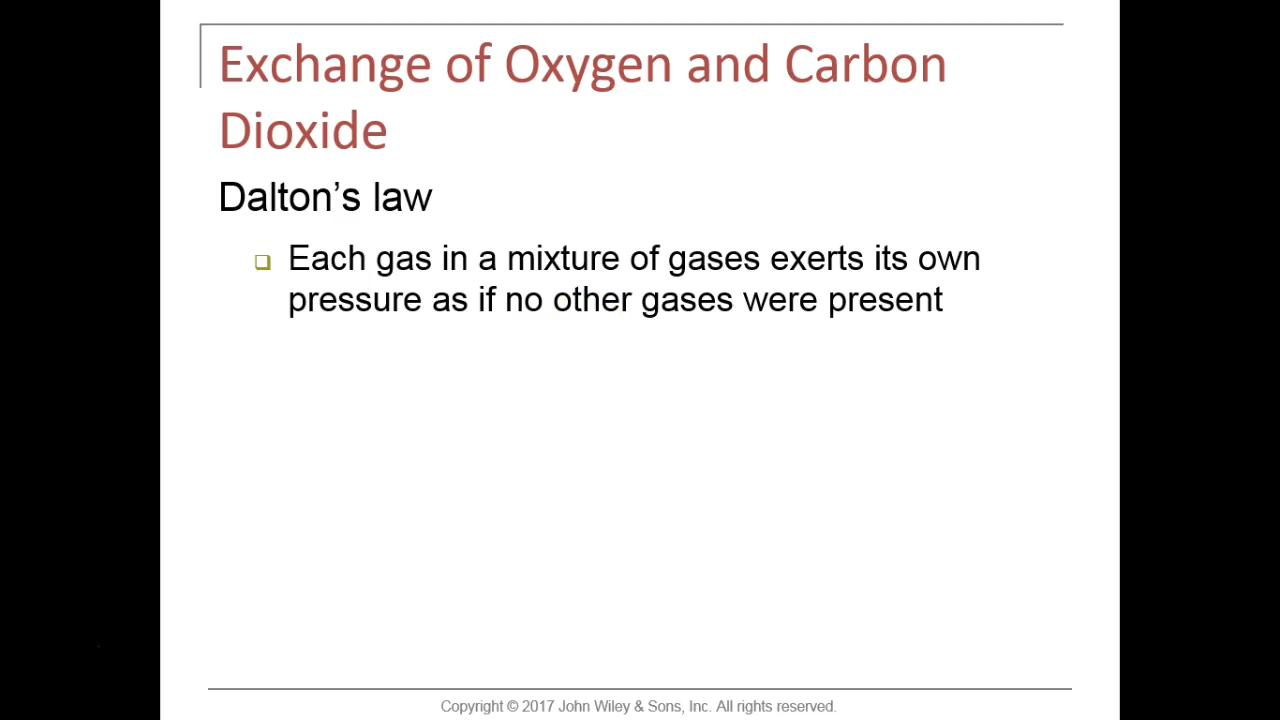 Exchange of Oxygen and Carbon
Dioxide
Dalton’s law
Each gas in a mixture of gases exerts its own
pressure as if no other gases were present
Copyright © 2017 John Wiley & Sons, Inc. All rights reserved.